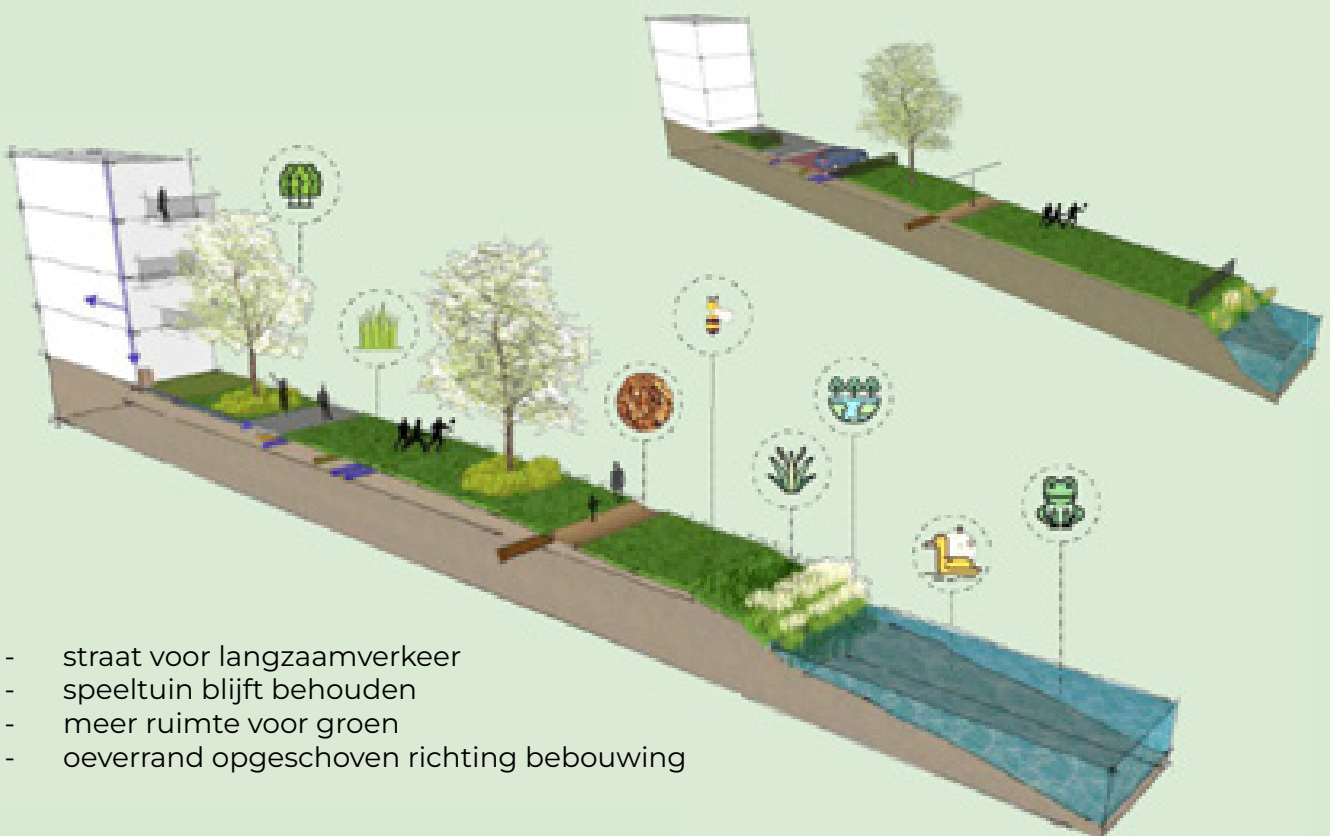 - straat voor langzaamverkeer
- speeltuin blijft behouden
- meer ruimte voor groen
- oeverrand opgeschoven richting bebouwing